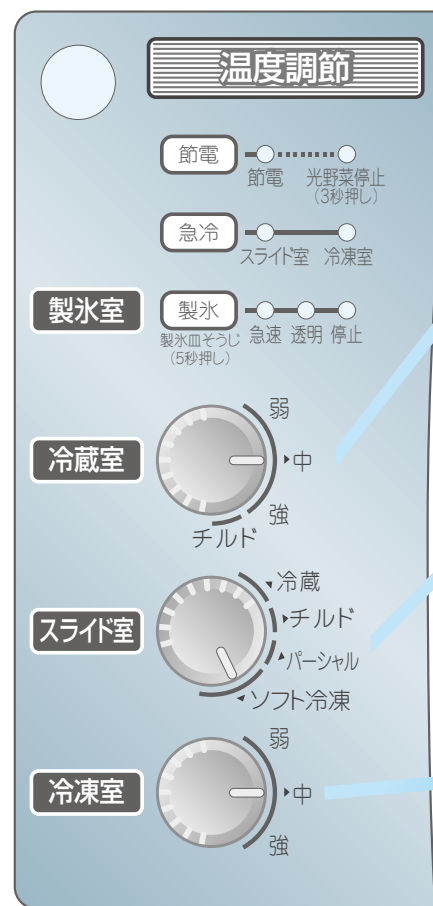 温度調節
節電
節電 光野菜停止
(3秒押し)
急冷
スライド室 冷凍室
製氷室
製氷
製氷皿そうじ
(5秒押し)
急速 透明 停止
冷蔵室
弱
中
強
チルド
スライド室
冷蔵
チルド
パーシャル
ソフト冷凍
冷凍室
弱
中
強